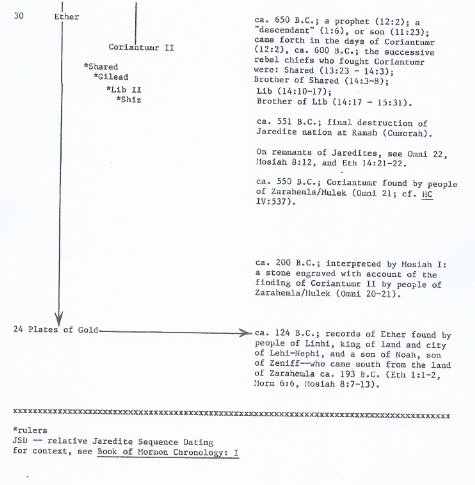 30 Ether
ca. 650 B.C.; a prophet (12:2); a
"descendant" (1:6), or son (11:23);
came forth in the days of Coriantumr
(12:2), ca. 600 B.C.; the successive
rebel chiefs who fought Coriantumr
were: Shared (13:23 - 14:3);
Brother of Shared (14:3-8);
Lib (14:10-17);
Brother of Lib (14:17 - 15:31).
Coriantumr II
*Shared
*Gilead
*Lib II
*Shiz
ca. 551 B.C.; final destruction of
Jaredite nation at Ramah (Cumorah).
On remnants of Jaredites, see Omni 22,
Mosiah 8:12, and Eth 14:21-22.
ca. 550 B.C.; Coriantumr found by people
of Zarahemla/Mulek (Omni 21; cf. HC
IV:537).
ca. 200 B.C.; interpreted by Mosiah I:
a stone engraved with account of the
finding of Coriantumr II by people of
Zarahemla/Mulek (Omni 20-21).
24 Plates of Gold
ca. 124 B.C.; records of Ether found by
people of Limhi, king of land and city
of Lehi-Nephi, and a son of Noah, son
of Zeniff--who came south from the land
of Zarahemla ca. 193 B.C. (Eth 1:1-2,
Morm 6:6, Mosiah 8:7-13).
xxxxxxxxxxxxxxxxxxxxxxxxxxxxxxxxxxxxxxxxxxxxxxxxxxxxxxxxxxxxxxxxxxxxxxxx
*rulers
JSD -- relative Jaredite Sequence Dating
for context, see Book of Mormon Chronology: I